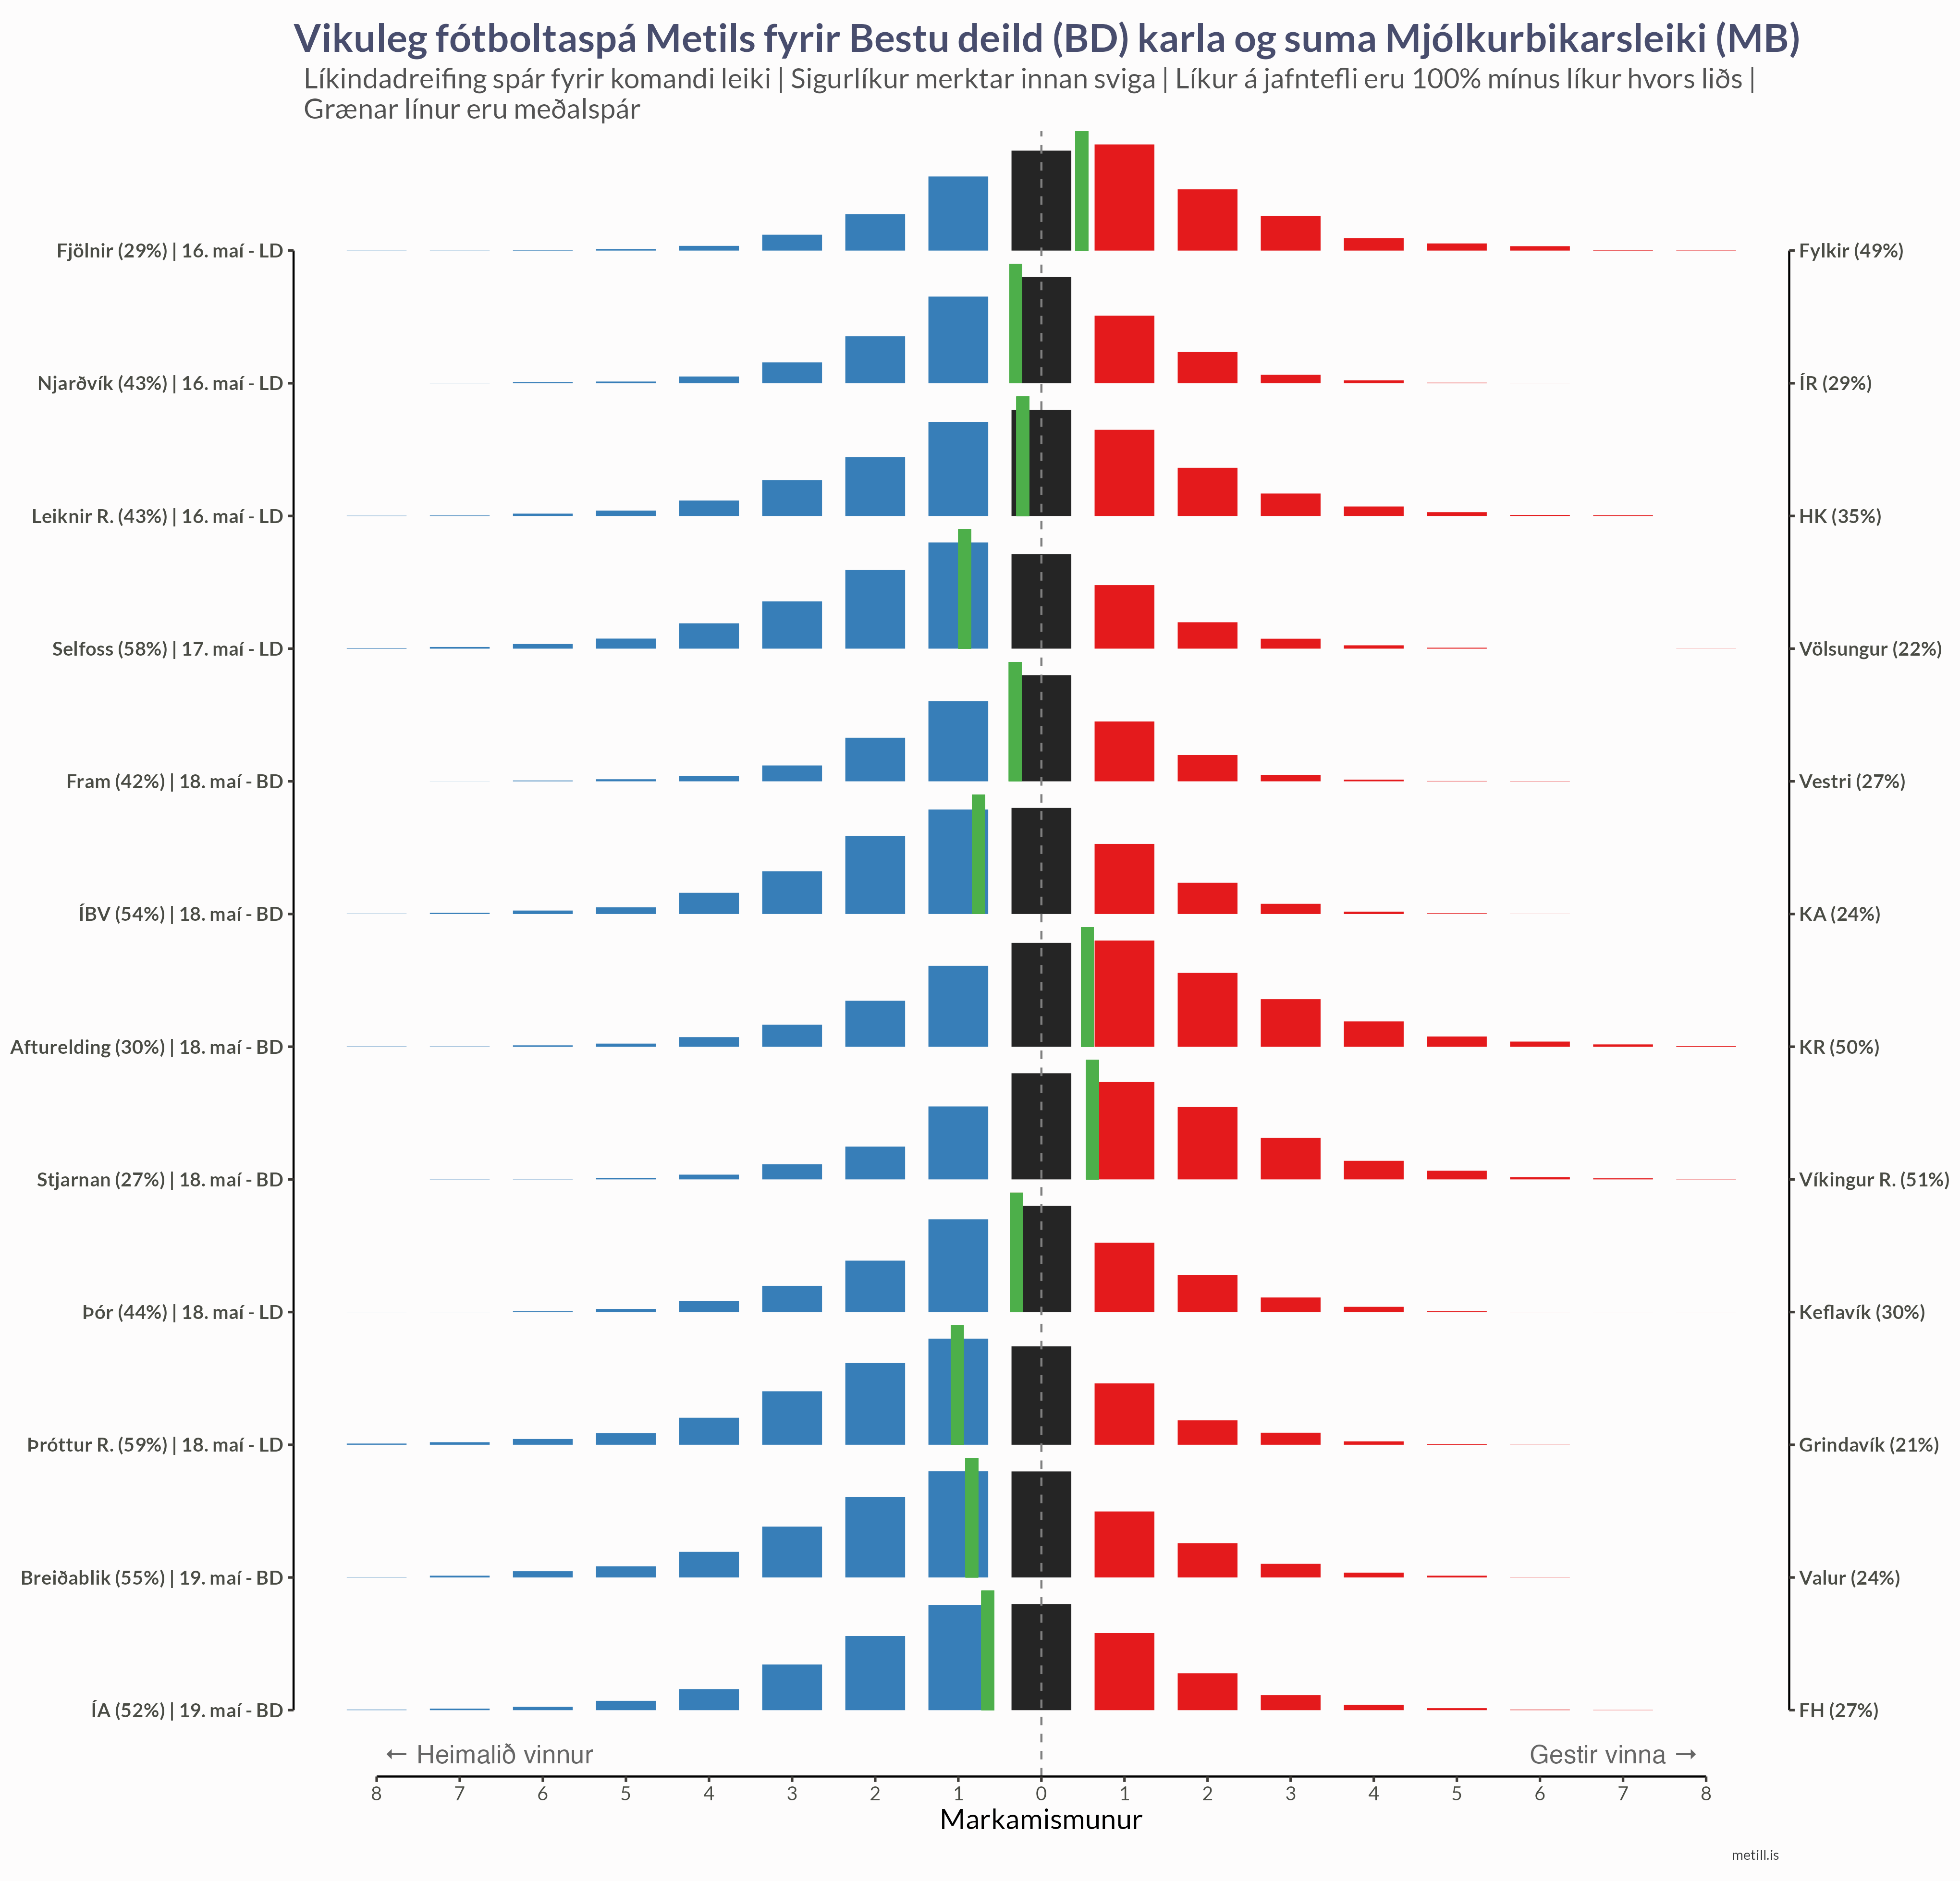 Vikuleg fótboltaspá Metils fyrir Bestu deild (BD) karla og suma Mjólkurbikarsleiki (MB)
Líkindadreifing spár fyrir komandi leiki | Sigurlíkur merktar innan sviga | Líkur á jafntefli eru 100% mínus líkur hvors liðs |
Grænar línur eru meðalspár
Fjölnir (29%) | 16. maí - LD
Fylkir (49%)
Njarðvík (43%) | 16. maí - LD
ÍR (29%)
Leiknir R. (43%) | 16. maí - LD
HK (35%)
Selfoss (58%) | 17. maí - LD
Völsungur (22%)
Fram (42%) | 18. maí - BD
Vestri (27%)
ÍBV (54%) | 18. maí - BD
KA (24%)
Afturelding (30%) | 18. maí - BD
KR (50%)
Stjarnan (27%) | 18. maí - BD
Víkingur R. (51%)
Þór (44%) | 18. maí - LD
Keflavík (30%)
Þróttur R. (59%) | 18. maí - LD
Grindavík (21%)
Breiðablik (55%) | 19. maí - BD
Valur (24%)
ÍA (52%) | 19. maí - BD
FH (27%)
← Heimalið vinnur
Gestir vinna →
8 7 6 5 4 3 2 1 0 1 2 3 4 5 6 7 8
Markamismunur
metill.is